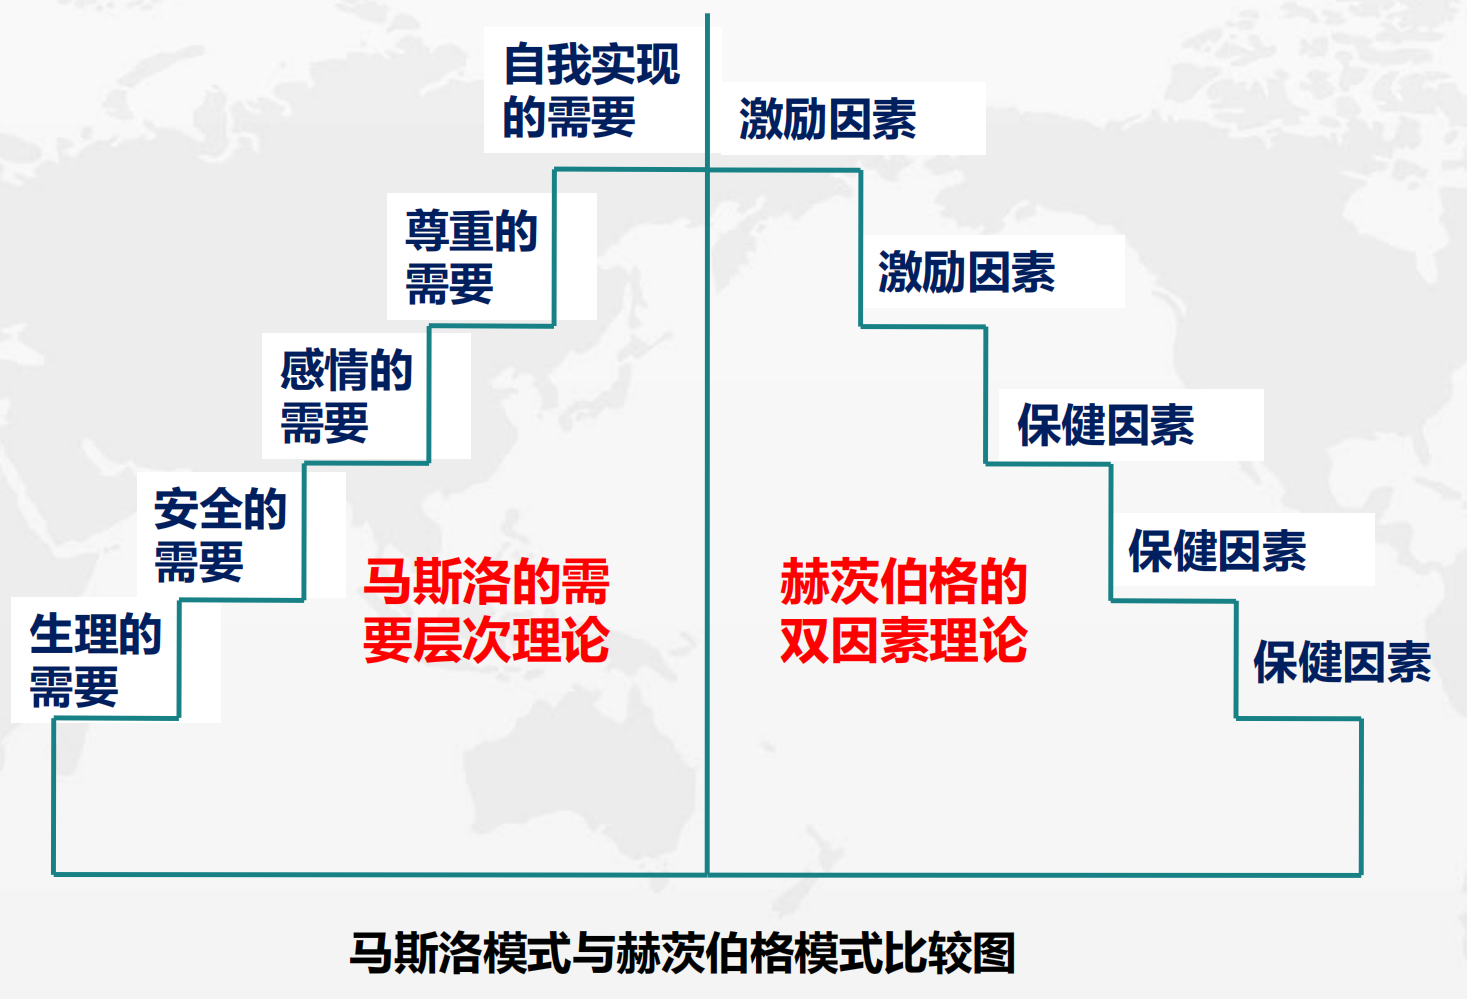 自我实现
的需要
激励因素
尊重的
需要
激励因素
感情的
需要
保健因素
安全的
需要
保健因素
生理的
需要
保健因素
马斯洛的需
要层次理论
赫茨伯格的
双因素理论
马斯洛模式与赫茨伯格模式比较图